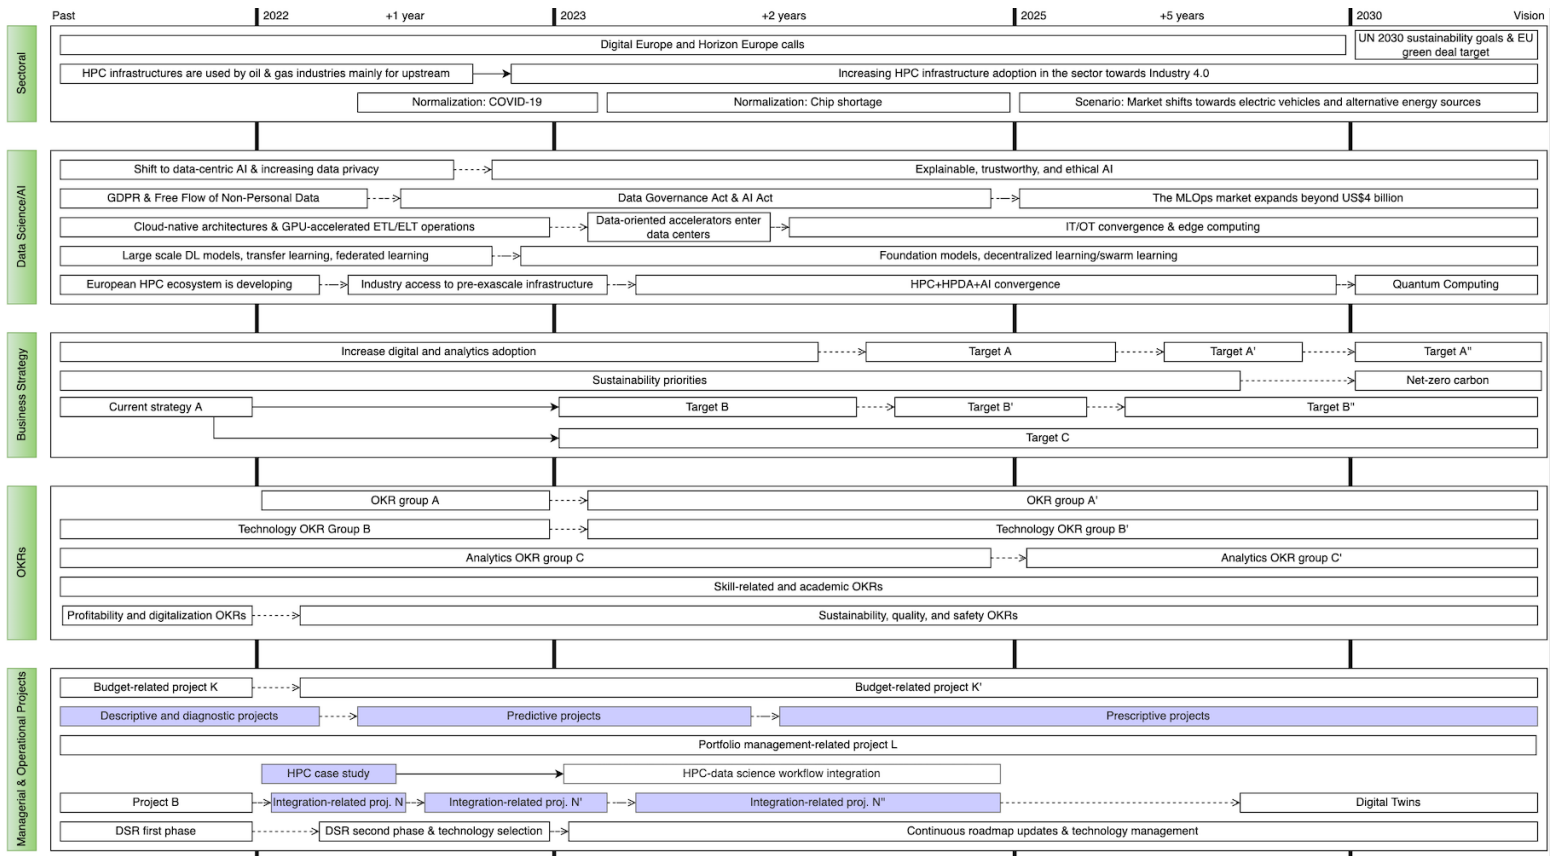 Past
2022
+1 year
2023
+2 years
2025
+5 years
2030
Vision
Sectoral
Digital Europe and Horizon Europe calls
UN 2030 sustainability goals & EU
green deal target
HPC infrastructures are used by oil & gas industries mainly for upstream
Increasing HPC infrastructure adoption in the sector towards Industry 4.0
Normalization: COVID-19
Normalization: Chip shortage
Scenario: Market shifts towards electric vehicles and alternative energy sources
Data Science/AI
Shift to data-centric AI & increasing data privacy
Explainable, trustworthy, and ethical AI
GDPR & Free Flow of Non-Personal Data
Data Governance Act & AI Act
The MLOps market expands beyond US$4 billion
Cloud-native architectures & GPU-accelerated ETL/ELT operations
Data-oriented accelerators enter
data centers
IT/OT convergence & edge computing
Large scale DL models, transfer learning, federated learning
Foundation models, decentralized learning/swarm learning
European HPC ecosystem is developing
Industry access to pre-exascale infrastructure
HPC+HPDA+AI convergence
Quantum Computing
Business Strategy
Increase digital and analytics adoption
Target A
Target A'
Target A''
Sustainability priorities
Net-zero carbon
Current strategy A
Target B
Target B'
Target B''
Target C
OKRs
OKR group A
OKR group A'
Technology OKR Group B
Technology OKR group B'
Analytics OKR group C
Analytics OKR group C'
Skill-related and academic OKRs
Profitability and digitalization OKRs
Sustainability, quality, and safety OKRs
Managerial & Operational Projects
Budget-related project K
Budget-related project K'
Descriptive and diagnostic projects
Predictive projects
Prescriptive projects
Portfolio management-related project L
HPC case study
HPC-data science workflow integration
Project B
Integration-related proj. N
Integration-related proj. N'
Integration-related proj. N''
Digital Twins
DSR first phase
DSR second phase & technology selection
Continuous roadmap updates & technology management